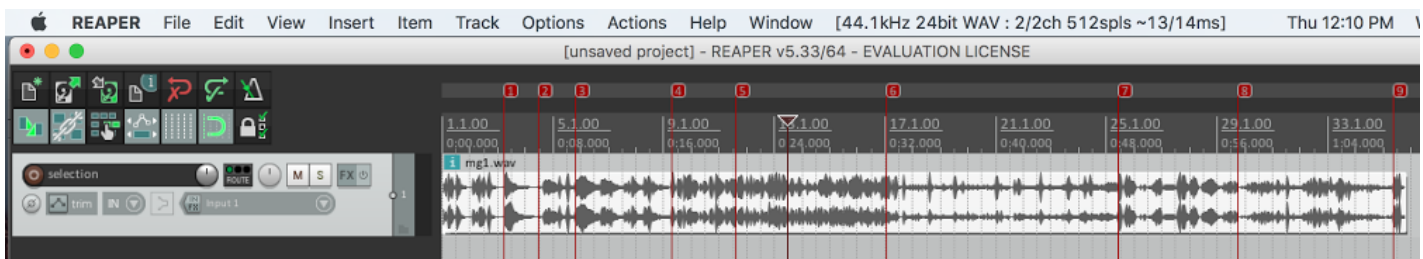 REAPER File Edit View Insert Item Track Options Actions Help Window [44.1kHz 24bit WAV : 2/2ch 512spls ~13/14ms] Thu 12:10 PM
[unsaved project] - REAPER v5.33/64 - EVALUATION LICENSE
1 2 3 4 5 6 7 8 9
1.1.00 5.1.00 9.1.00 13.1.00 17.1.00 21.1.00 25.1.00 29.1.00 33.1.00
0:00.000 0:08.000 0:16.000 0:24.000 0:32.000 0:40.000 0:48.000 0:56.000 1:04.000
i mg1.wav
selection ROUTE M S FX 1
trim IN FX Input 1